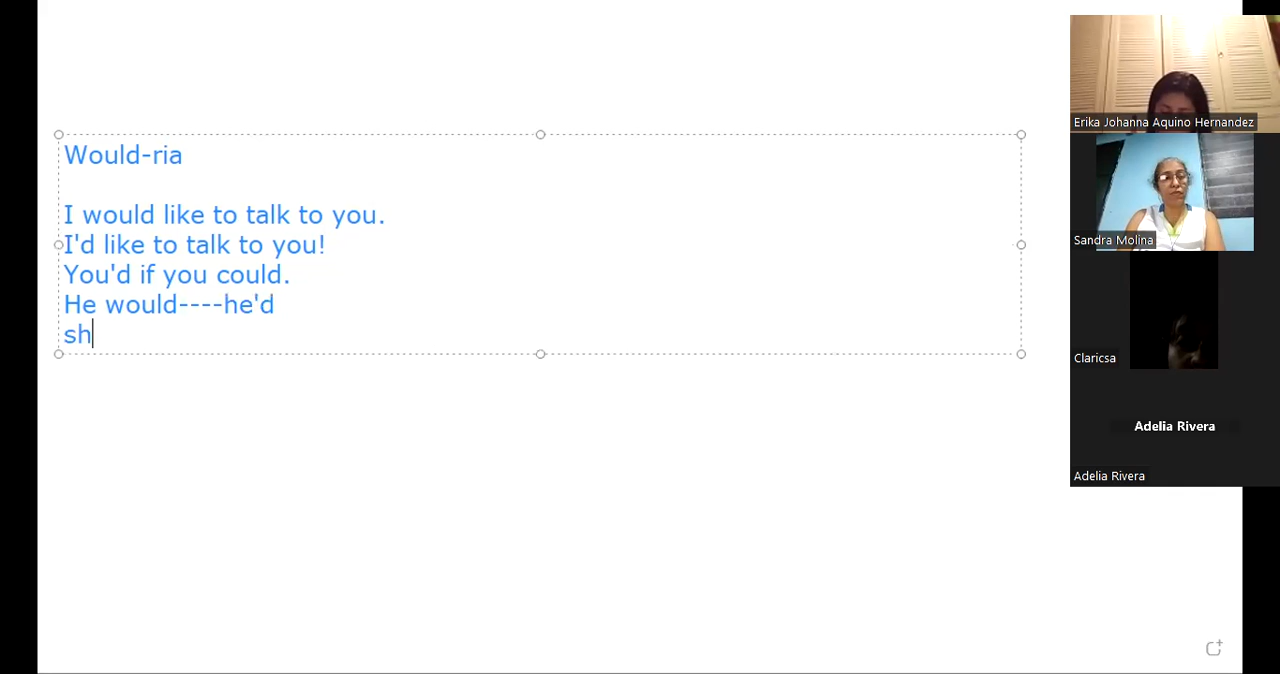 Would-ria
I would like to talk to you.
I'd like to talk to you!
You'd if you could.
He would----he'd
sh
Erika Johanna Aquino Hernandez
Sandra Molina
Claricsa
Adelia Rivera
Adelia Rivera